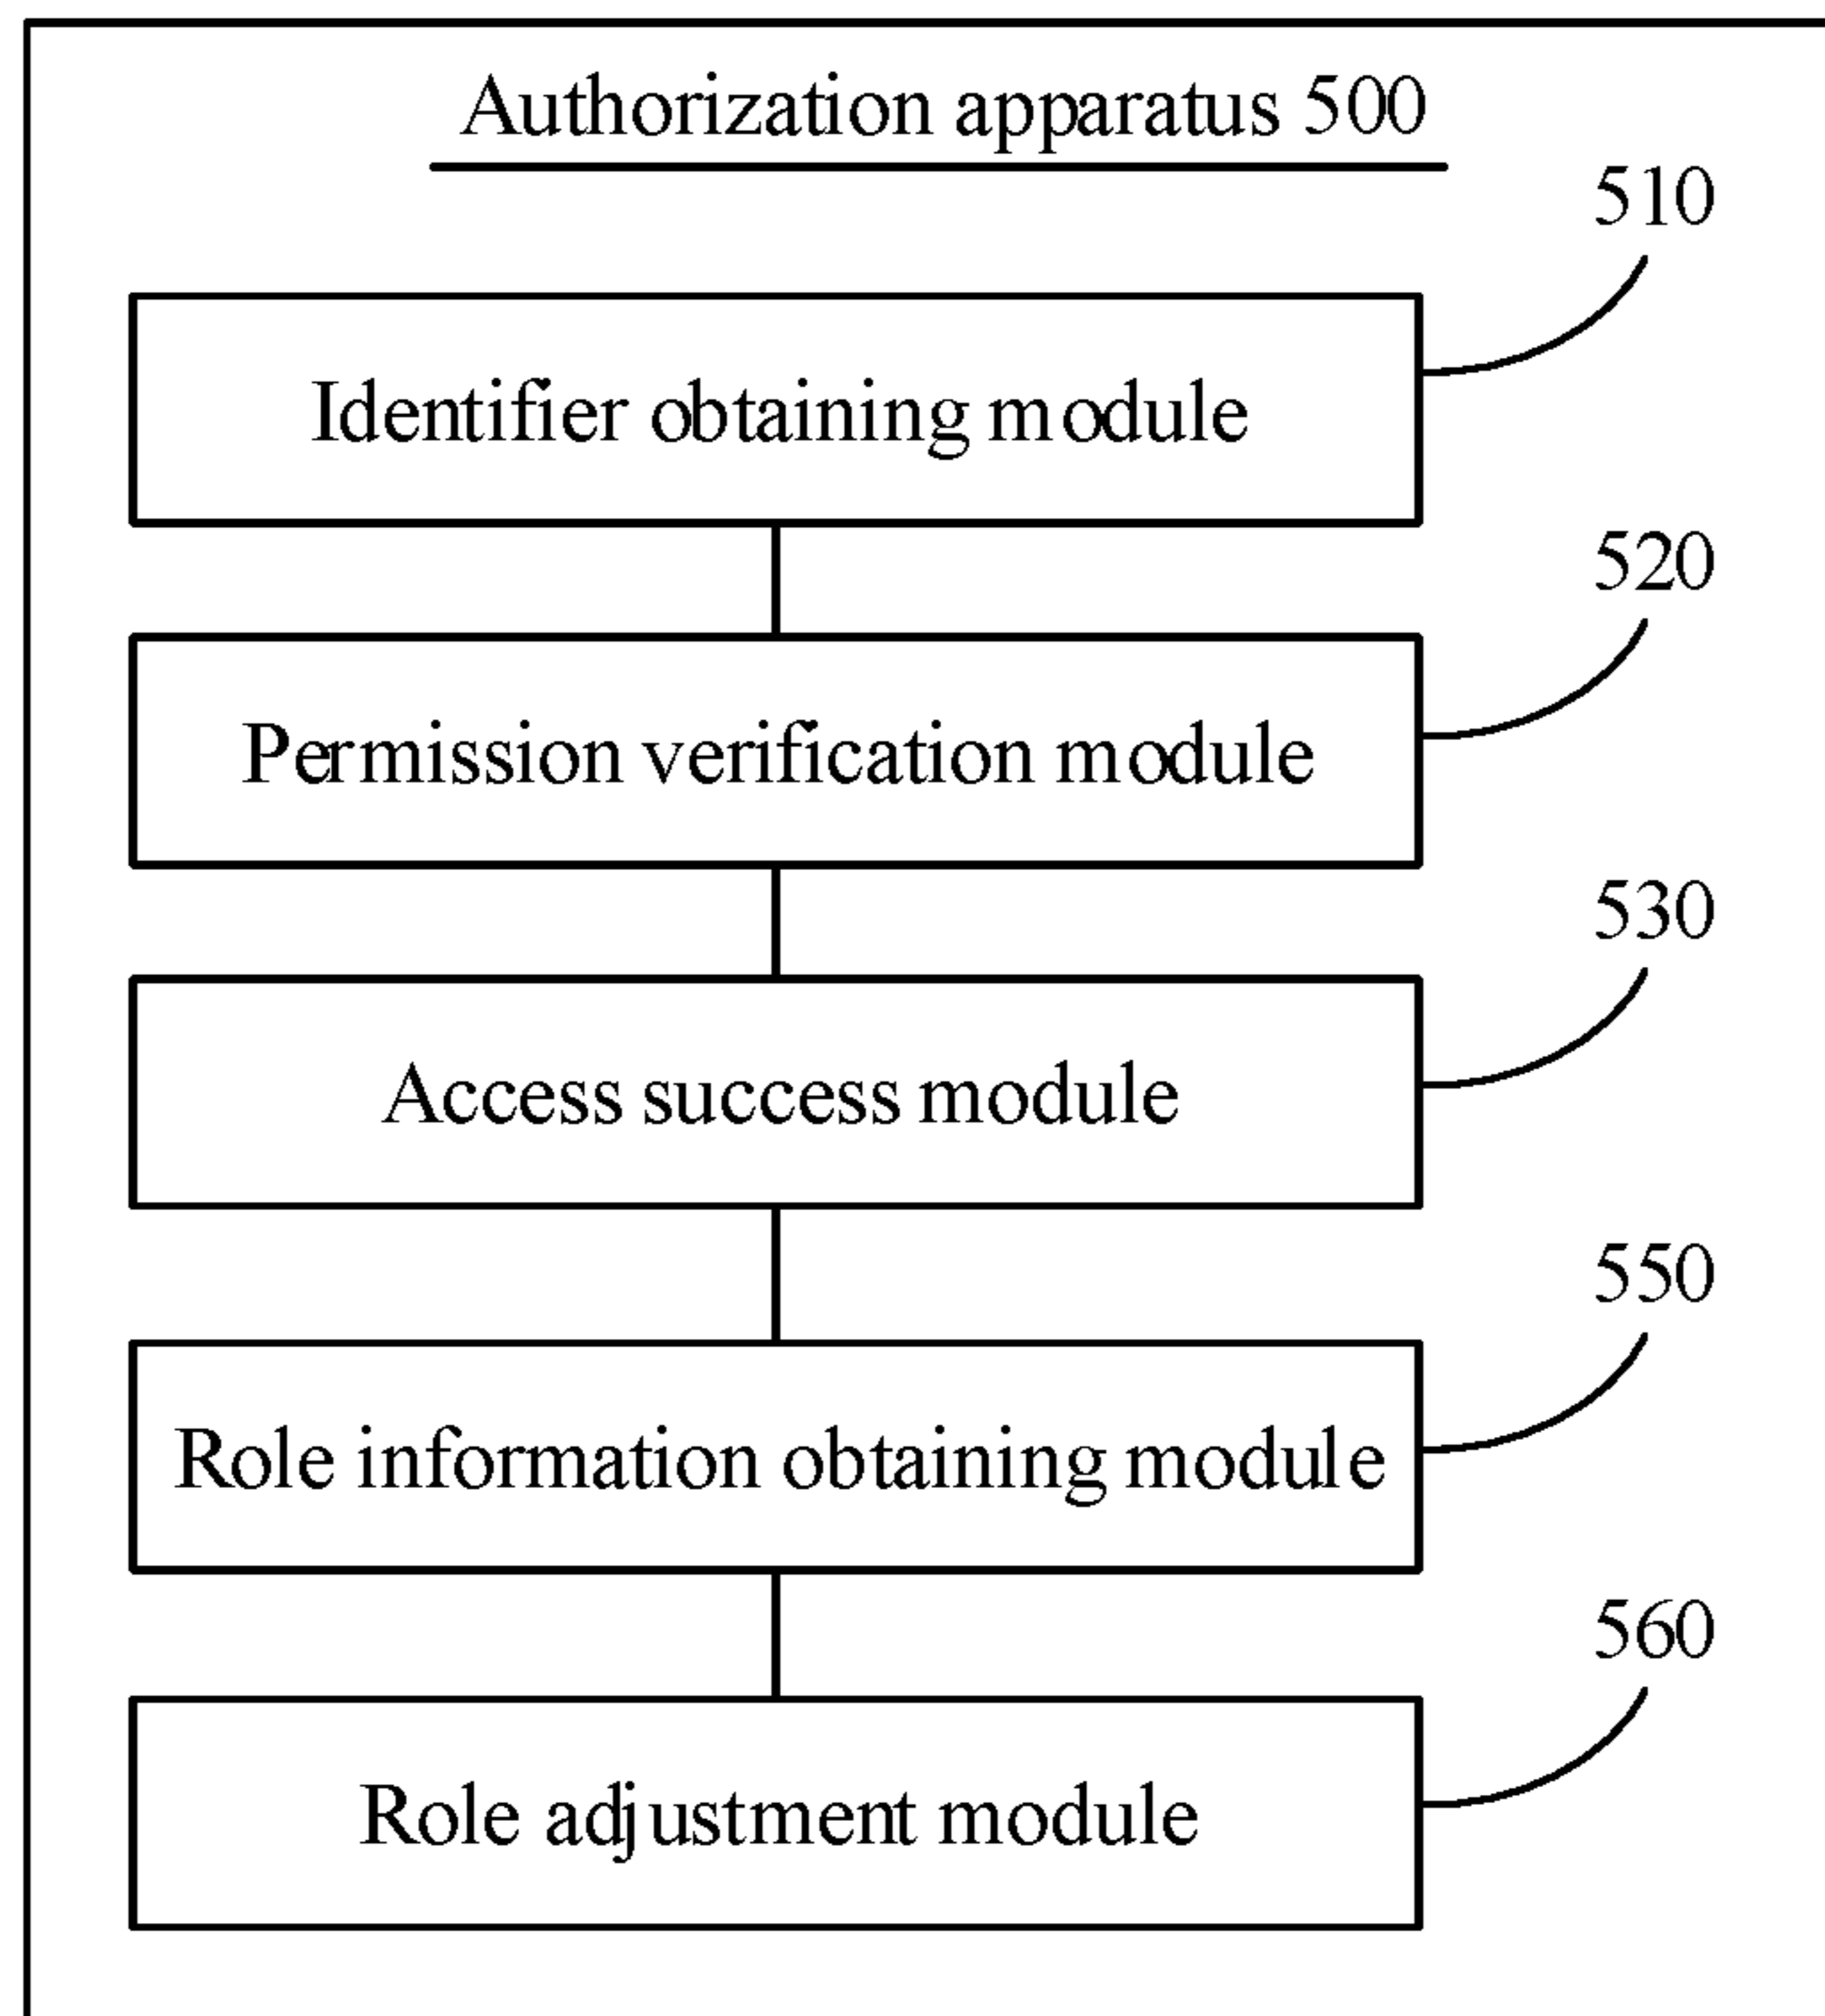 Authorization apparatus 500
510
Identifier obtaining module
520
Permission verification module
530
Access success module
550
Role information obtaining module
560
Role adjustment module